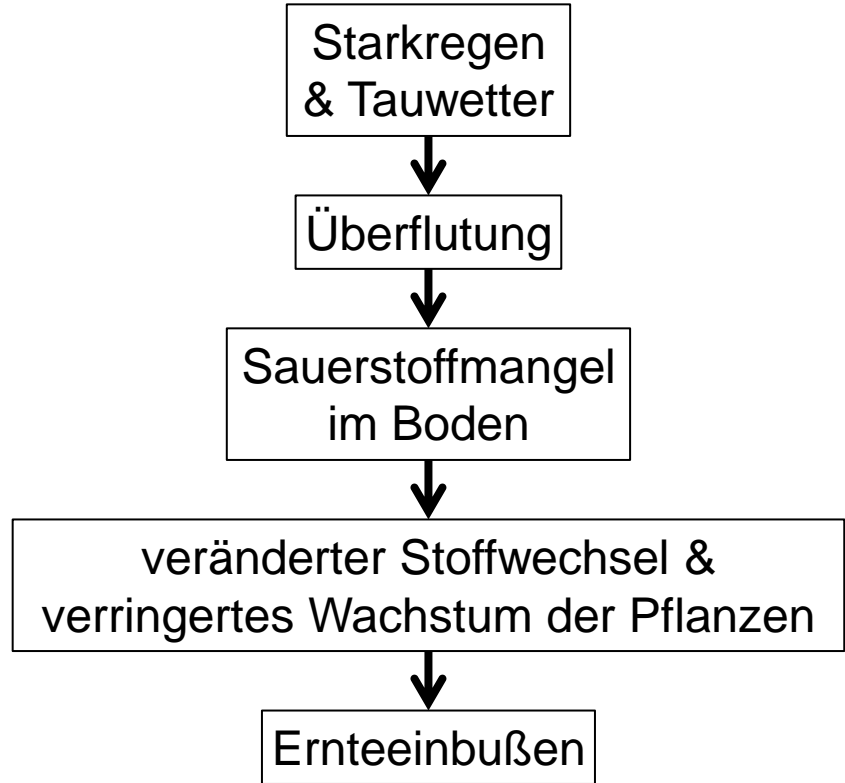 Starkregen
& Tauwetter
Überflutung
Sauerstoffmangel
im Boden
veränderter Stoffwechsel &
verringertes Wachstum der Pflanzen
Ernteeinbußen